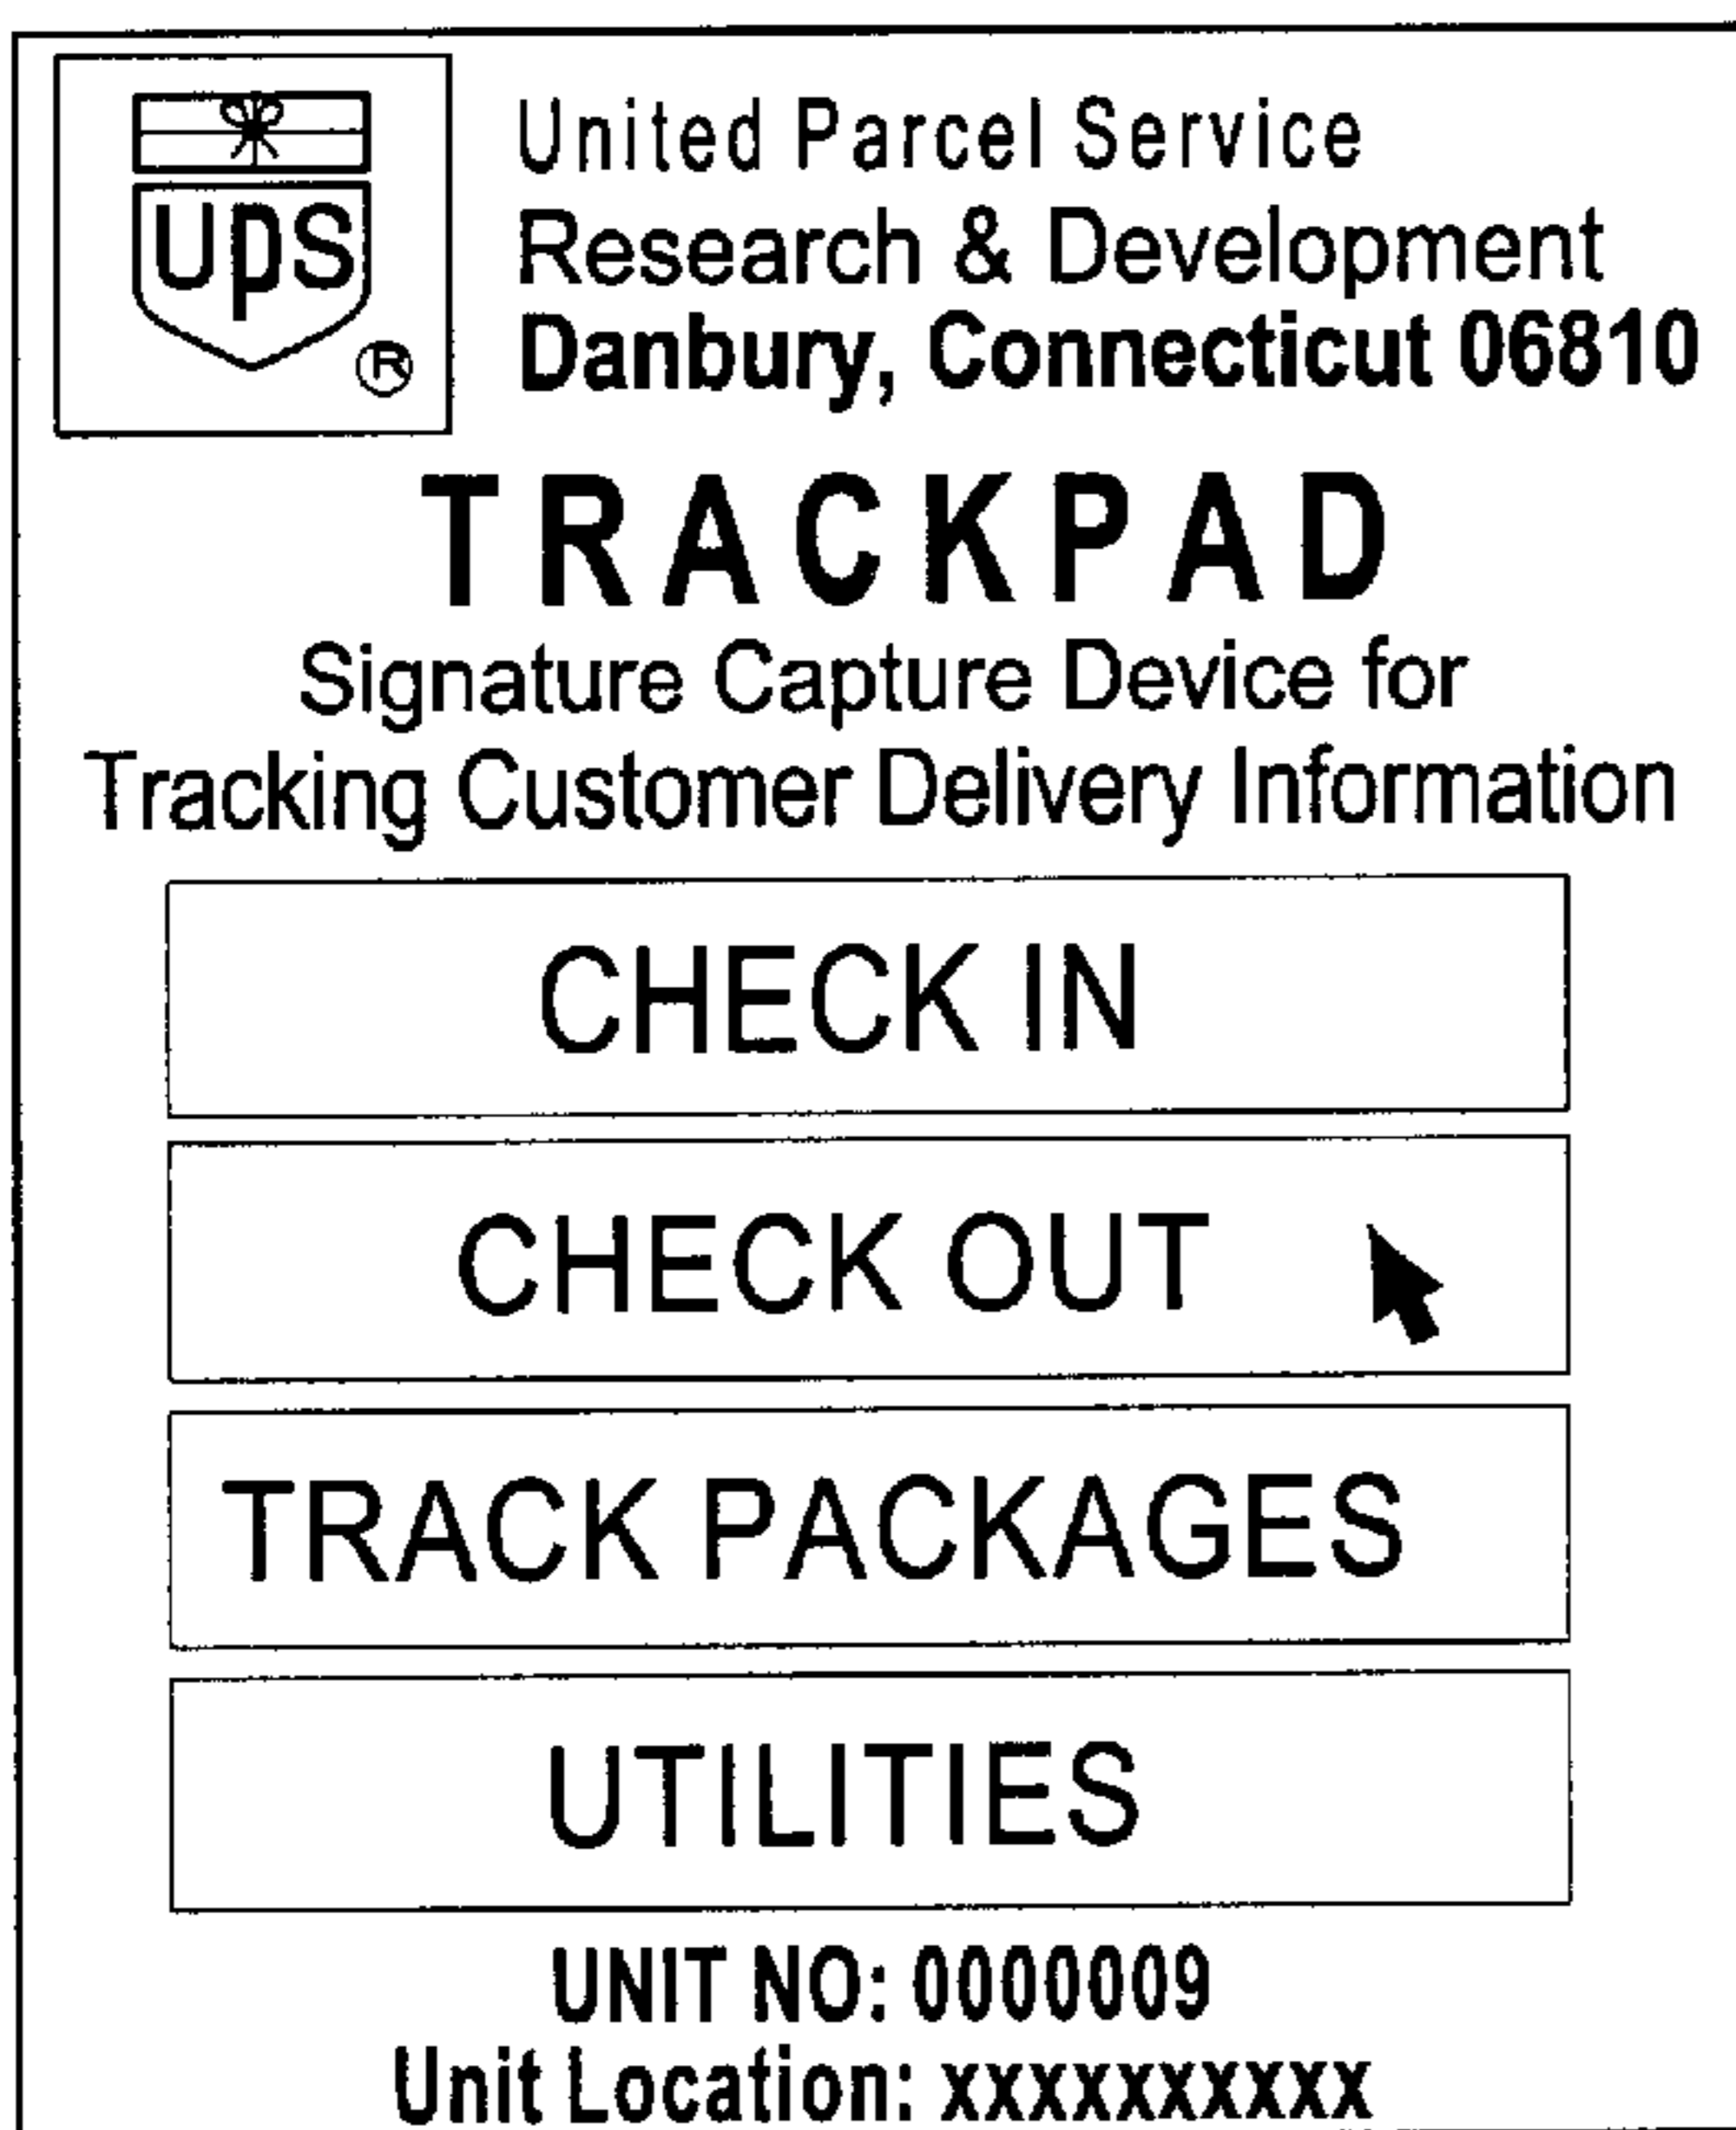 ups
®
United Parcel Service
Research & Development
Danbury, Connecticut 06810
TRACKPAD
Signature Capture Device for
Tracking Customer Delivery Information
CHECK IN
CHECK OUT
TRACK PACKAGES
UTILITIES
UNIT NO: 0000009
Unit Location: xxxxxxxxxx